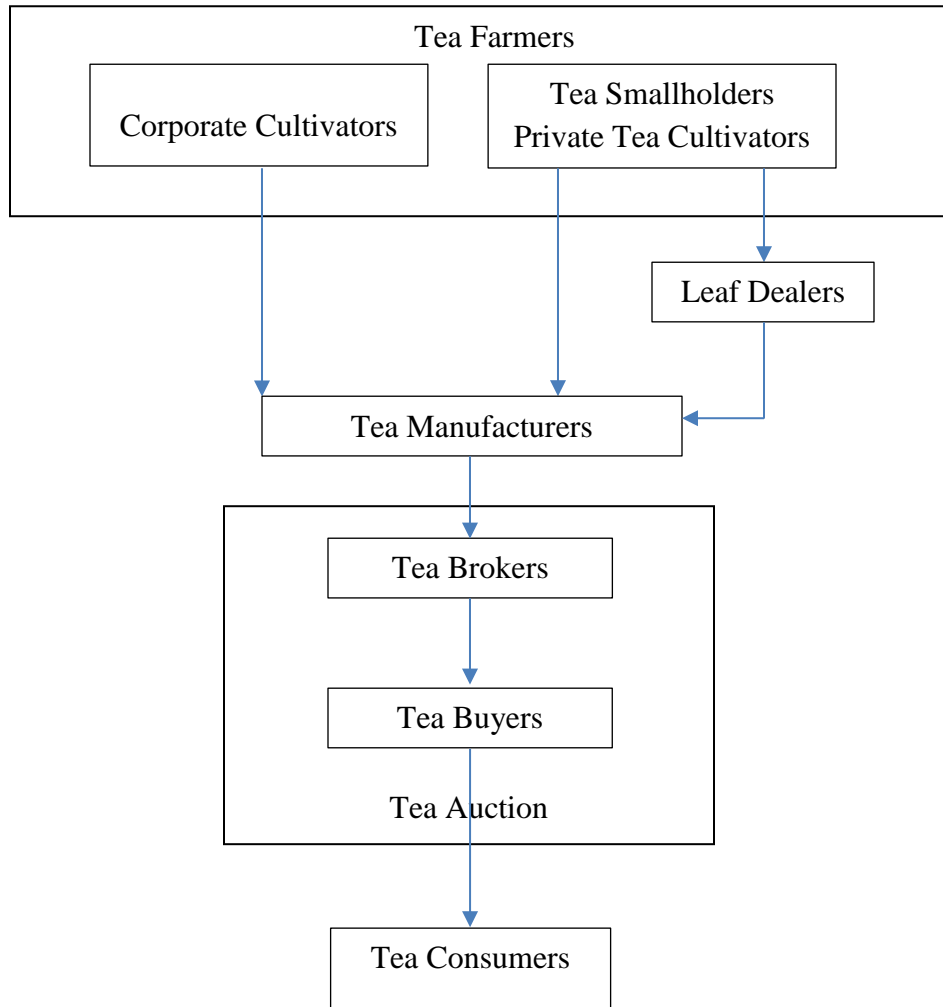 Tea Farmers
Corporate Cultivators
Tea Smallholders
Private Tea Cultivators
Leaf Dealers
Tea Manufacturers
Tea Brokers
Tea Buyers
Tea Auction
Tea Consumers